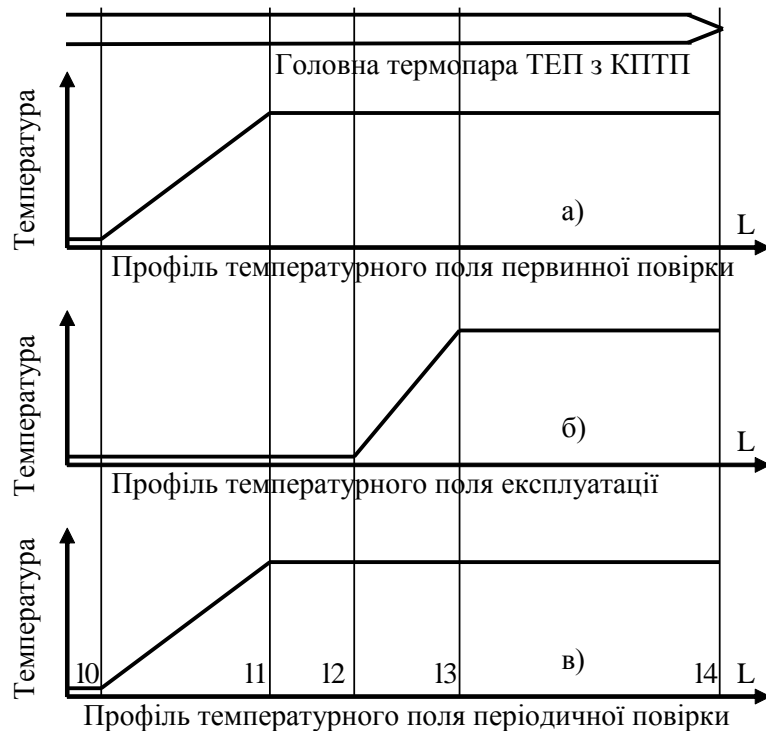 Головна термопара ТЕП з КПТП
Температура
а)
L
Профіль температурного поля первинної повірки
Температура
б)
L
Профіль температурного поля експлуатації
Температура
l0
l1
l2
l3
в)
l4
L
Профіль температурного поля періодичної повірки